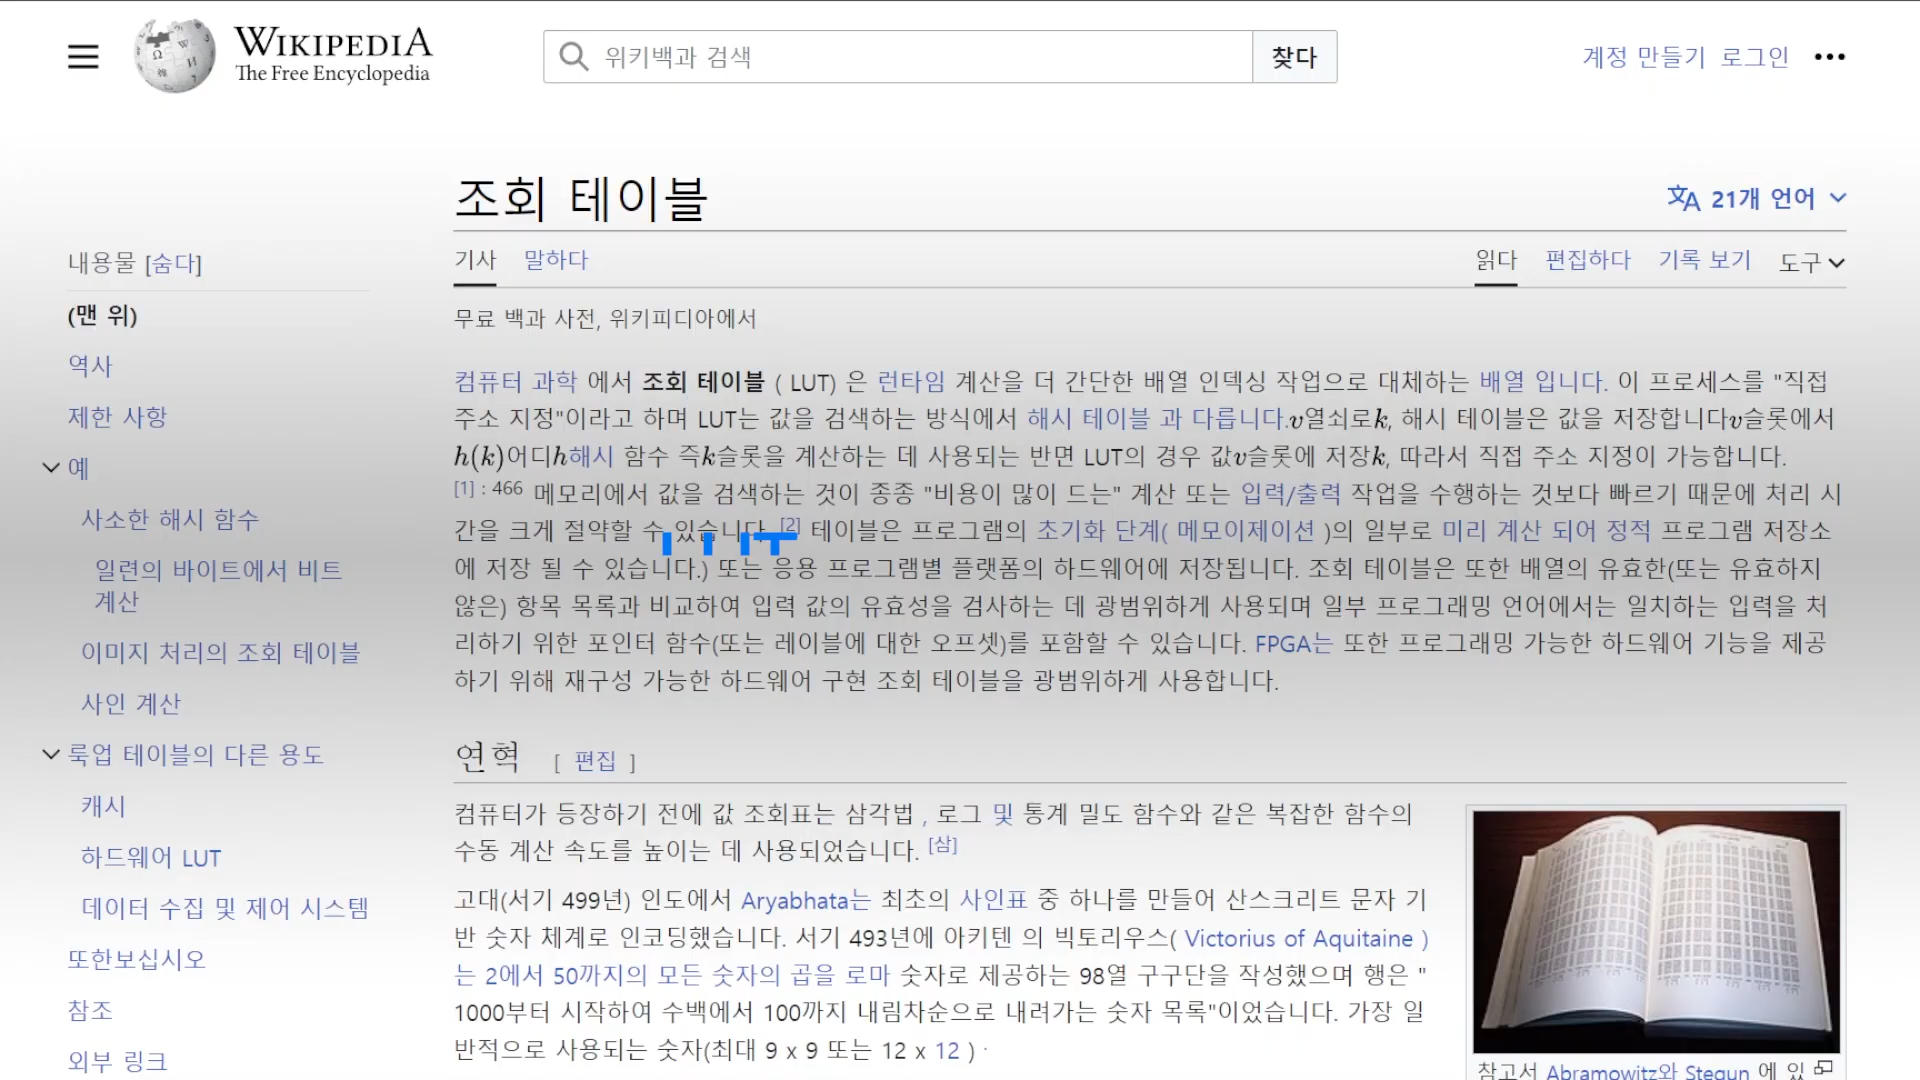 WIKIPEDIA
The Free Encyclopedia
위키백과 검색
찾다
계정 만들기 로그인
조회 테이블
21개 언어
내용물 [숨다]
(맨 위)
역사
제한 사항
예
사소한 해시 함수
일련의 바이트에서 비트
계산
이미지 처리의 조회 테이블
사인 계산
룩업 테이블의 다른 용도
캐시
하드웨어 LUT
데이터 수집 및 제어 시스템
또한보십시오
참조
외부 링크
기사 말하다
읽다 편집하다 기록 보기 도구
무료 백과 사전, 위키피디아에서
컴퓨터 과학 에서 조회 테이블 ( LUT) 은 런타임 계산을 더 간단한 배열 인덱싱 작업으로 대체하는 배열 입니다. 이 프로세스를 "직접
주소 지정"이라고 하며 LUT는 값을 검색하는 방식에서 해시 테이블 과 다릅니다.v열쇠로k, 해시 테이블은 값을 저장합니다v슬롯에서
h(k)어디h해시 함수 즉k슬롯을 계산하는 데 사용되는 반면 LUT의 경우 값v슬롯에 저장k, 따라서 직접 주소 지정이 가능합니다.
[1] : 466 메모리에서 값을 검색하는 것이 종종 "비용이 많이 드는" 계산 또는 입력/출력 작업을 수행하는 것보다 빠르기 때문에 처리 시
간을 크게 절약할 수 있습니다. [2] 테이블은 프로그램의 초기화 단계( 메모이제이션 )의 일부로 미리 계산 되어 정적 프로그램 저장소
에 저장 될 수 있습니다.) 또는 응용 프로그램별 플랫폼의 하드웨어에 저장됩니다. 조회 테이블은 또한 배열의 유효한(또는 유효하지
않은) 항목 목록과 비교하여 입력 값의 유효성을 검사하는 데 광범위하게 사용되며 일부 프로그래밍 언어에서는 일치하는 입력을 처
리하기 위한 포인터 함수(또는 레이블에 대한 오프셋)를 포함할 수 있습니다. FPGA는 또한 프로그래밍 가능한 하드웨어 기능을 제공
하기 위해 재구성 가능한 하드웨어 구현 조회 테이블을 광범위하게 사용합니다.
연혁 [ 편집 ]
컴퓨터가 등장하기 전에 값 조회표는 삼각법 , 로그 및 통계 밀도 함수와 같은 복잡한 함수의
수동 계산 속도를 높이는 데 사용되었습니다. [삼]
고대(서기 499년) 인도에서 Aryabhata는 최초의 사인표 중 하나를 만들어 산스크리트 문자 기
반 숫자 체계로 인코딩했습니다. 서기 493년에 아키텐 의 빅토리우스( Victorius of Aquitaine )
는 2에서 50까지의 모든 숫자의 곱을 로마 숫자로 제공하는 98열 구구단을 작성했으며 행은 "
1000부터 시작하여 수백에서 100까지 내림차순으로 내려가는 숫자 목록"이었습니다. 가장 일
반적으로 사용되는 숫자(최대 9 x 9 또는 12 x 12 ) ·
참고서 Abramowitz와 Stegun 에 있